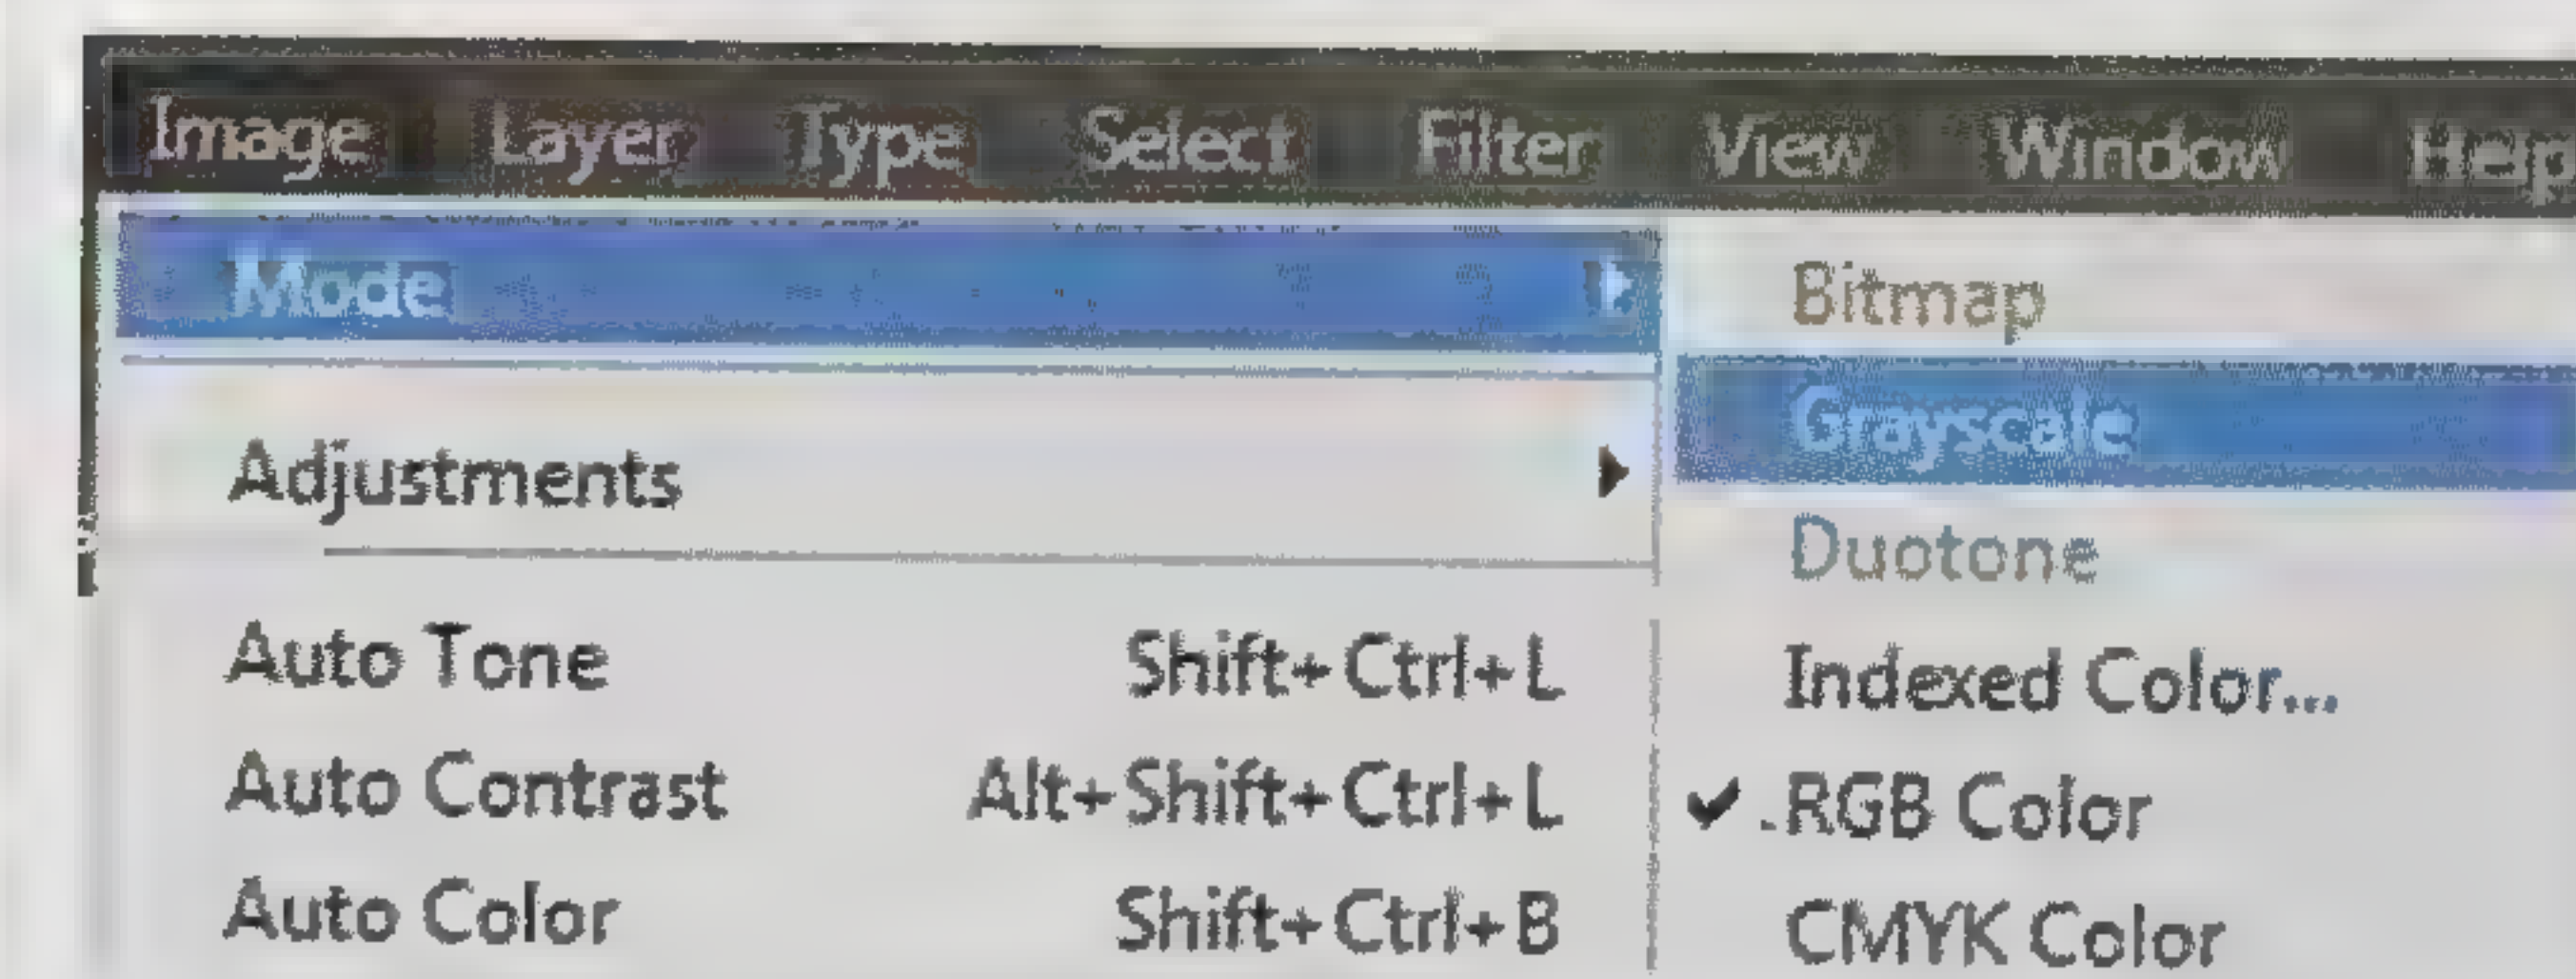 Image Layer Type Select Filter View Window Help
Mode
Bitmap
Grayscale
Adjustments
Duotone
Auto Tone Shift+Ctrl+L
Indexed Color...
Auto Contrast Alt+Shift+Ctrl+L
✓ RGB Color
Auto Color Shift+Ctrl+B
CMYK Color